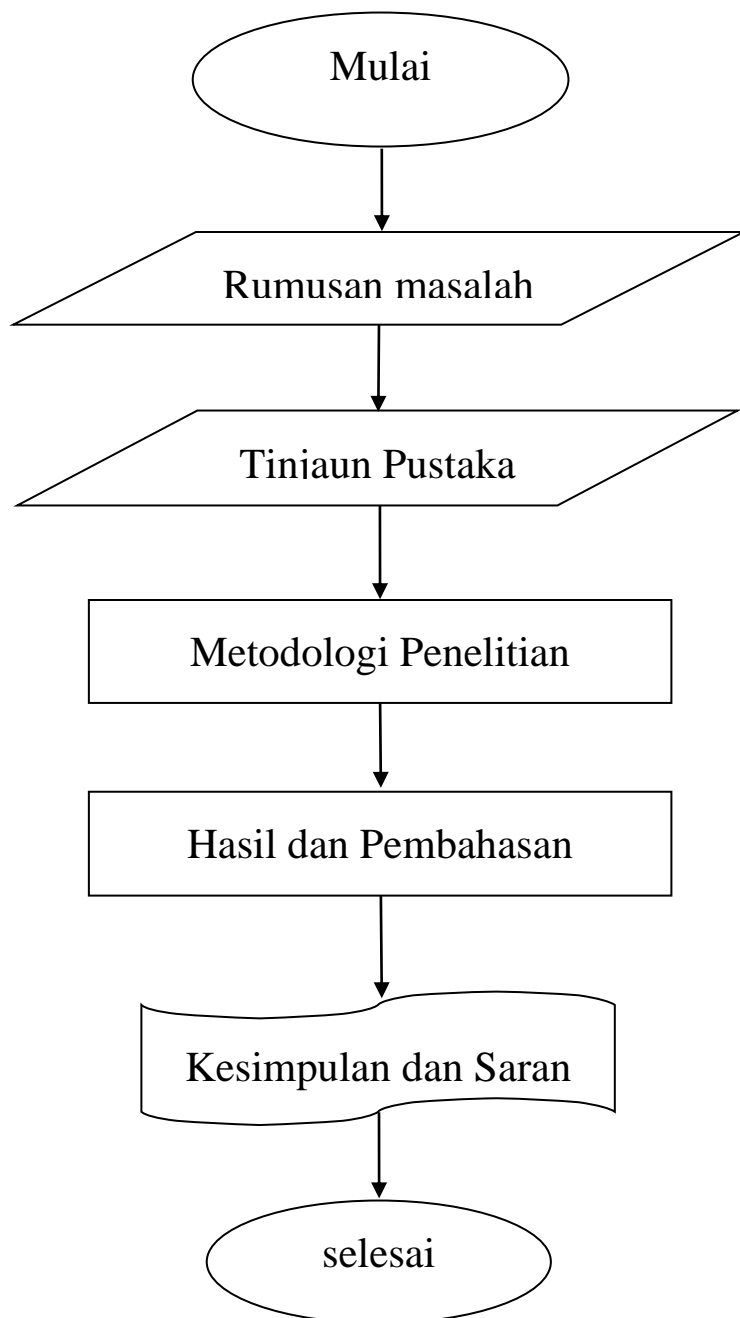 Mulai
Rumusan masalah
Tinjaun Pustaka
Metodologi Penelitian
Hasil dan Pembahasan
Kesimpulan dan Saran
selesai